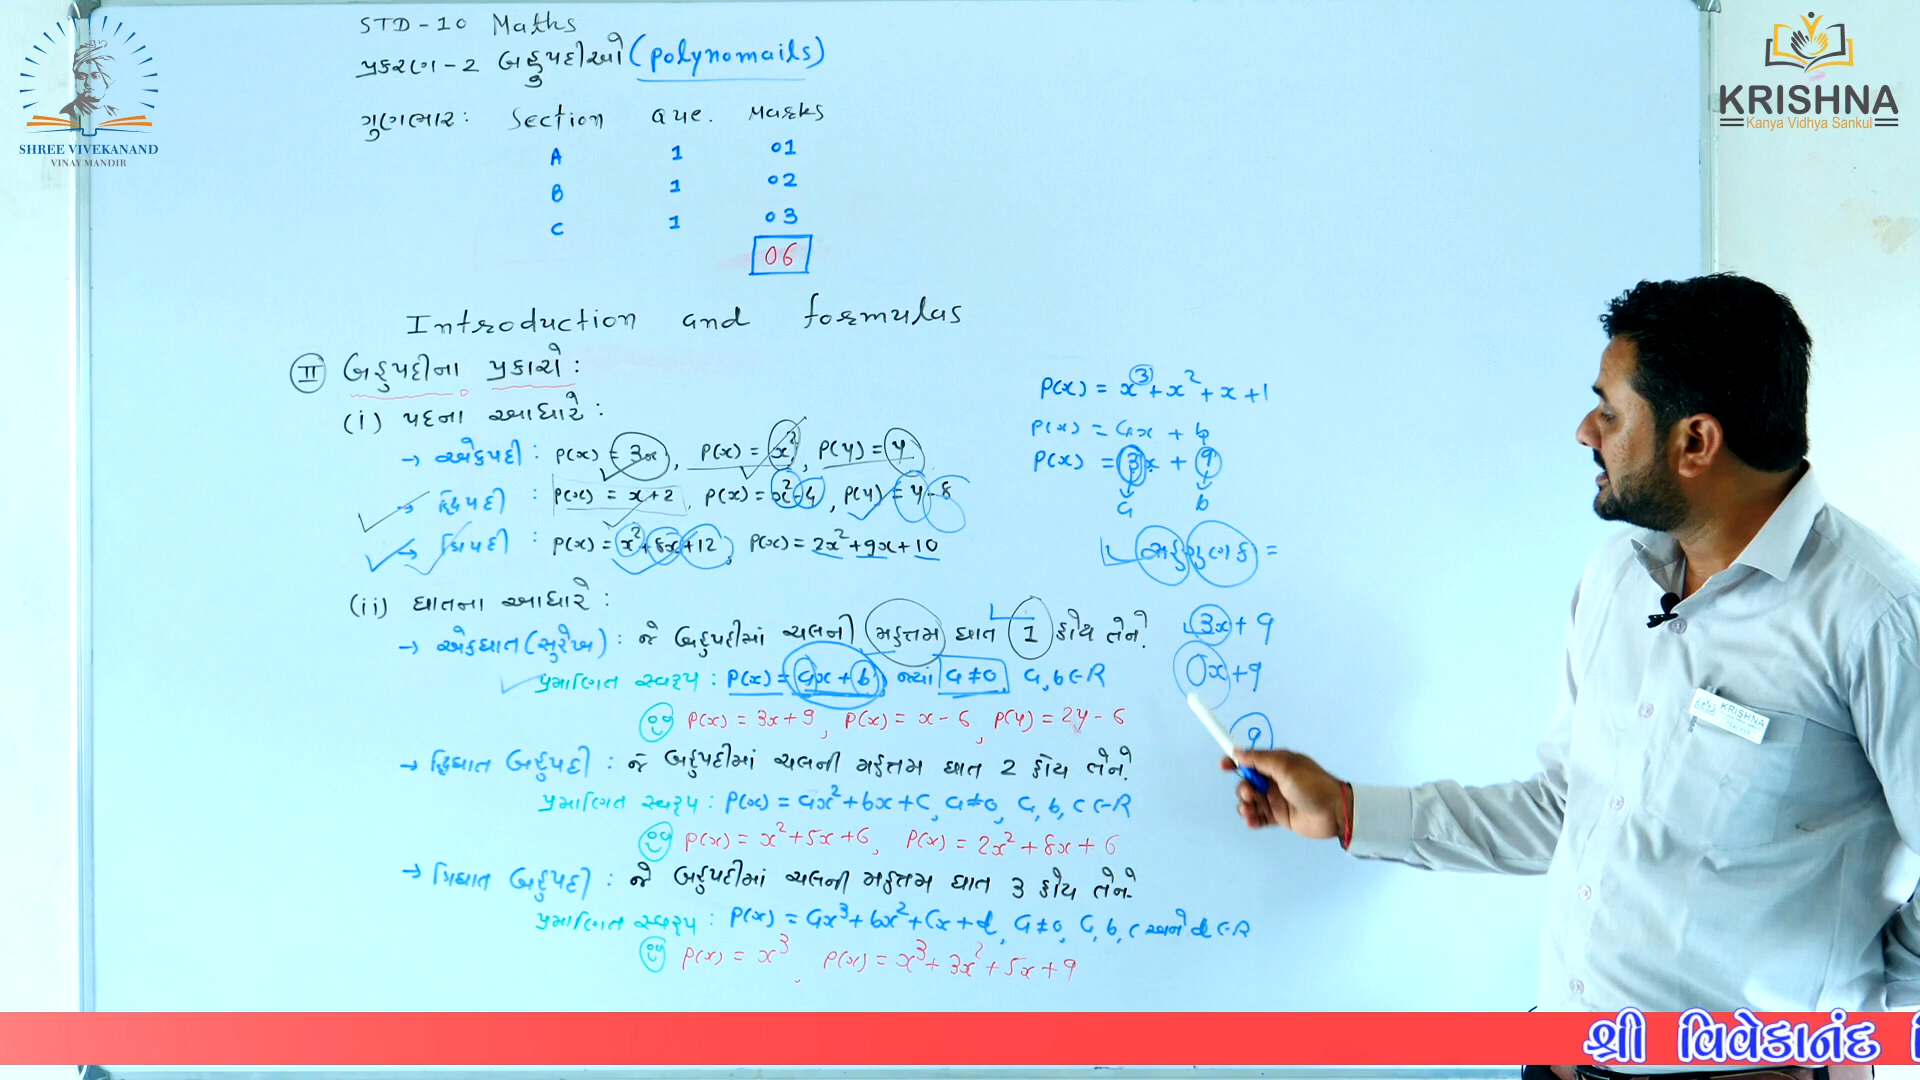 SHREE VIVEKANAND
VINAY MANDIR
KRISHNA
Kanya Vidhya Sankul
STD-10 Maths
પ્રકરણ-2 બહુપદીઓ (polynomails)
ગુણભાર: Section Que. Marks
A 1 01
B 1 02
C 1 03
06
Introduction and formulas
II બહુપદીના પ્રકારો:
(i) પદના આધારે:
→ એકપદી: P(x) = 3x, P(x) = x², P(y) = y
→ દ્વિપદી: P(x) = x+2, P(x) = x²-4, P(y) = y-8
→ ત્રિપદી: P(x) = x²+8x+12, P(x) = 2x²+9x+10
(ii) ઘાતના આધારે:
→ એકઘાત (સુરેખ): જે બહુપદીમાં ચલની મહત્તમ ઘાત 1 હોય તેને.
પ્રમાણિત સ્વરૂપ: P(x) = ax+b જ્યાં a≠0, a,b∈R
P(x) = 3x+9, P(x) = x-6, P(y) = 2y-6
→ દ્વિઘાત બહુપદી: જે બહુપદીમાં ચલની મહત્તમ ઘાત 2 હોય તેને.
પ્રમાણિત સ્વરૂપ: P(x) = ax²+bx+c, a≠0, a,b,c∈R
P(x) = x²+5x+6, P(x) = 2x²+8x+6
→ ત્રિઘાત બહુપદી: જે બહુપદીમાં ચલની મહત્તમ ઘાત 3 હોય તેને
પ્રમાણિત સ્વરૂપ: P(x) = ax³+bx²+cx+d, a≠0, a,b,c અને d∈R
P(x) = x³, P(x) = x³+3x²+5x+9
P(x) = x³+x²+x+1
P(x) = ax + b
P(x) = 3x + 9
a b
સહગુણક =
3x+9
0x+9
9
KRISHNA
શ્રી વિવેકાનંદ